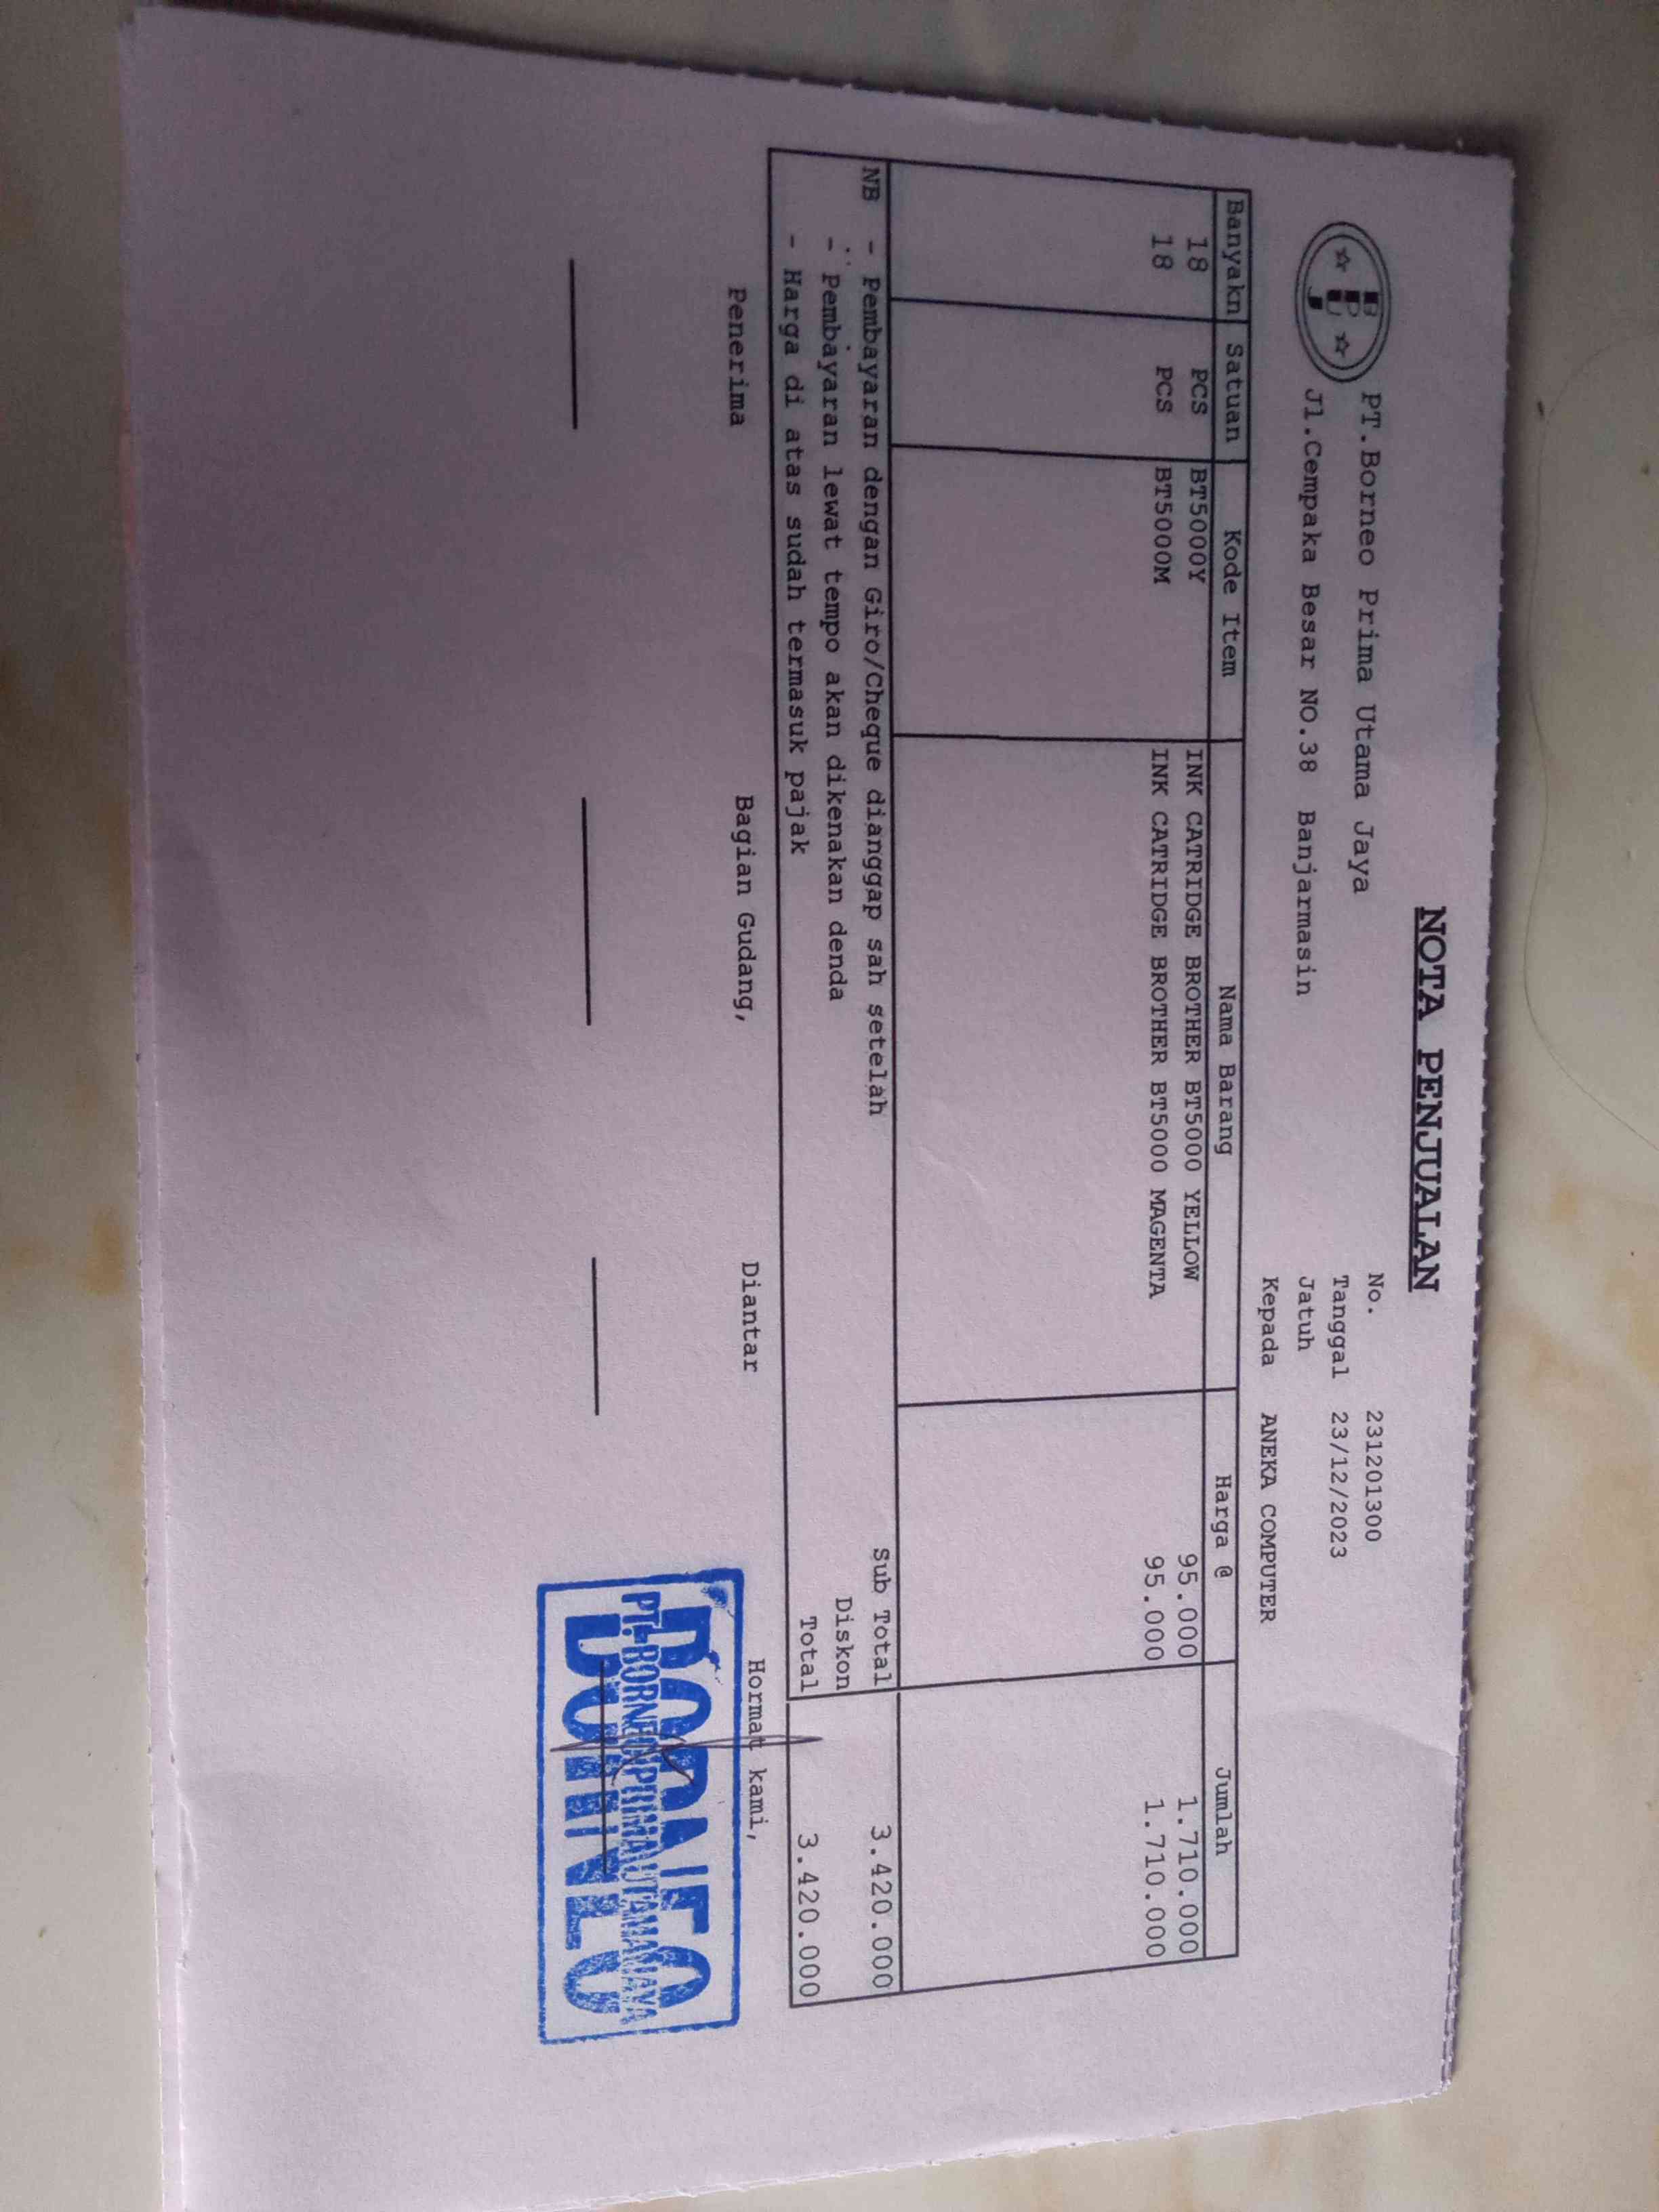 NOTA PENJUALAN
BPUJ
PT.Borneo Prima Utama Jaya
Jl.Cempaka Besar NO.38 Banjarmasin
No. 231201300
Tanggal 23/12/2023
Jatuh
Kepada ANEKA COMPUTER
Banyakn Satuan Kode Item Nama Barang Harga @ Jumlah
18 PCS BT5000Y INK CATRIDGE BROTHER BT5000 YELLOW 95.000 1.710.000
18 PCS BT5000M INK CATRIDGE BROTHER BT5000 MAGENTA 95.000 1.710.000
NB - Pembayaran dengan Giro/Cheque dianggap sah setelah
- Pembayaran lewat tempo akan dikenakan denda
- Harga di atas sudah termasuk pajak
Sub Total 3.420.000
Diskon
Total 3.420.000
Penerima Bagian Gudang, Diantar Hormat kami,
BORNEO
PT. BORNEO PRIMA UTAMA JAYA
BORNEO